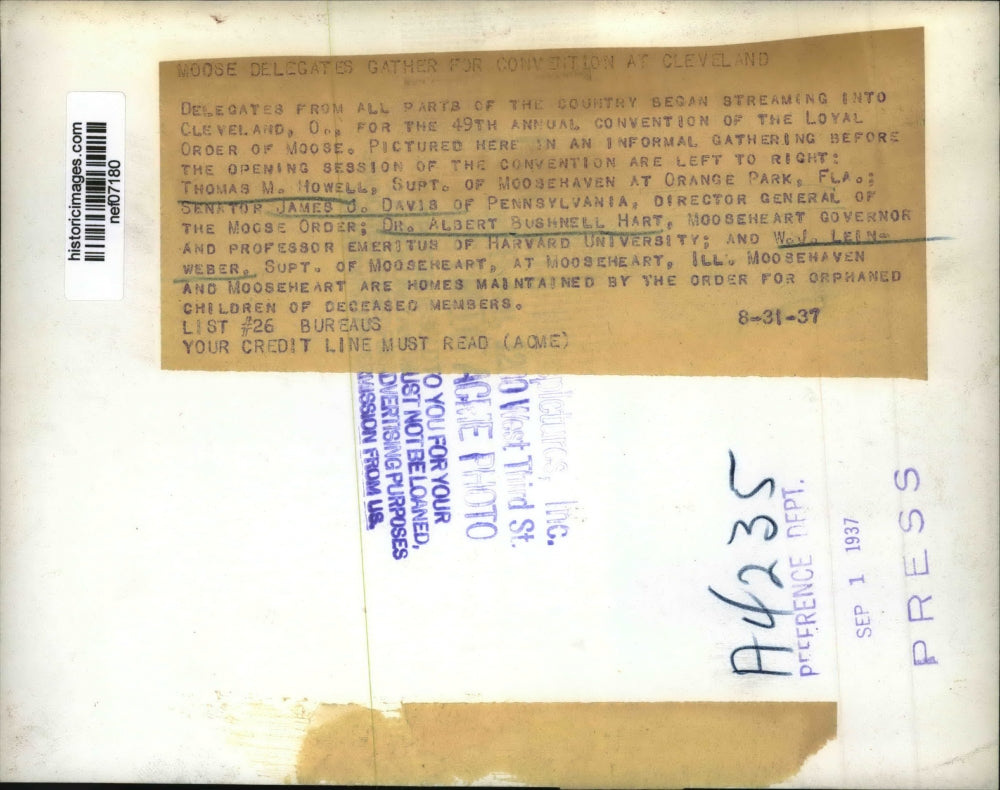 MOOSE DELEGATES GATHER FOR CONVENTION AT CLEVELAND
DELEGATES FROM ALL PARTS OF THE COUNTRY BEGAN STREAMING INTO
CLEVELAND, O., FOR THE 49TH ANNUAL CONVENTION OF THE LOYAL
ORDER OF MOOSE. PICTURED HERE IN AN INFORMAL GATHERING BEFORE
THE OPENING SESSION OF THE CONVENTION ARE LEFT TO RIGHT:
THOMAS M. HOWELL, SUPT. OF MOOSEHAVEN AT ORANGE PARK, FLA.;
SENATOR JAMES J. DAVIS OF PENNSYLVANIA, DIRECTOR GENERAL OF
THE MOOSE ORDER; DR. ALBERT BUSHNELL HART, MOOSEHEART GOVERNOR
AND PROFESSOR EMERITUS OF HARVARD UNIVERSITY; AND W.J. LEIN-
WEBER, SUPT. OF MOOSEHEART, AT MOOSEHEART, ILL. MOOSEHAVEN
AND MOOSEHEART ARE HOMES MAINTAINED BY THE ORDER FOR ORPHANED
CHILDREN OF DECEASED MEMBERS.
LIST #26 BUREAUS 8-31-37
YOUR CREDIT LINE MUST READ (ACME)
historicimages.com
nef07180
pictures, Inc.
West Third St.
ACME PHOTO
TO YOU FOR YOUR
UST NOT BE LOANED,
ADVERTISING PURPOSES
MISSION FROM US.
A4235
REFERENCE DEPT.
SEP 1 1937
PRESS